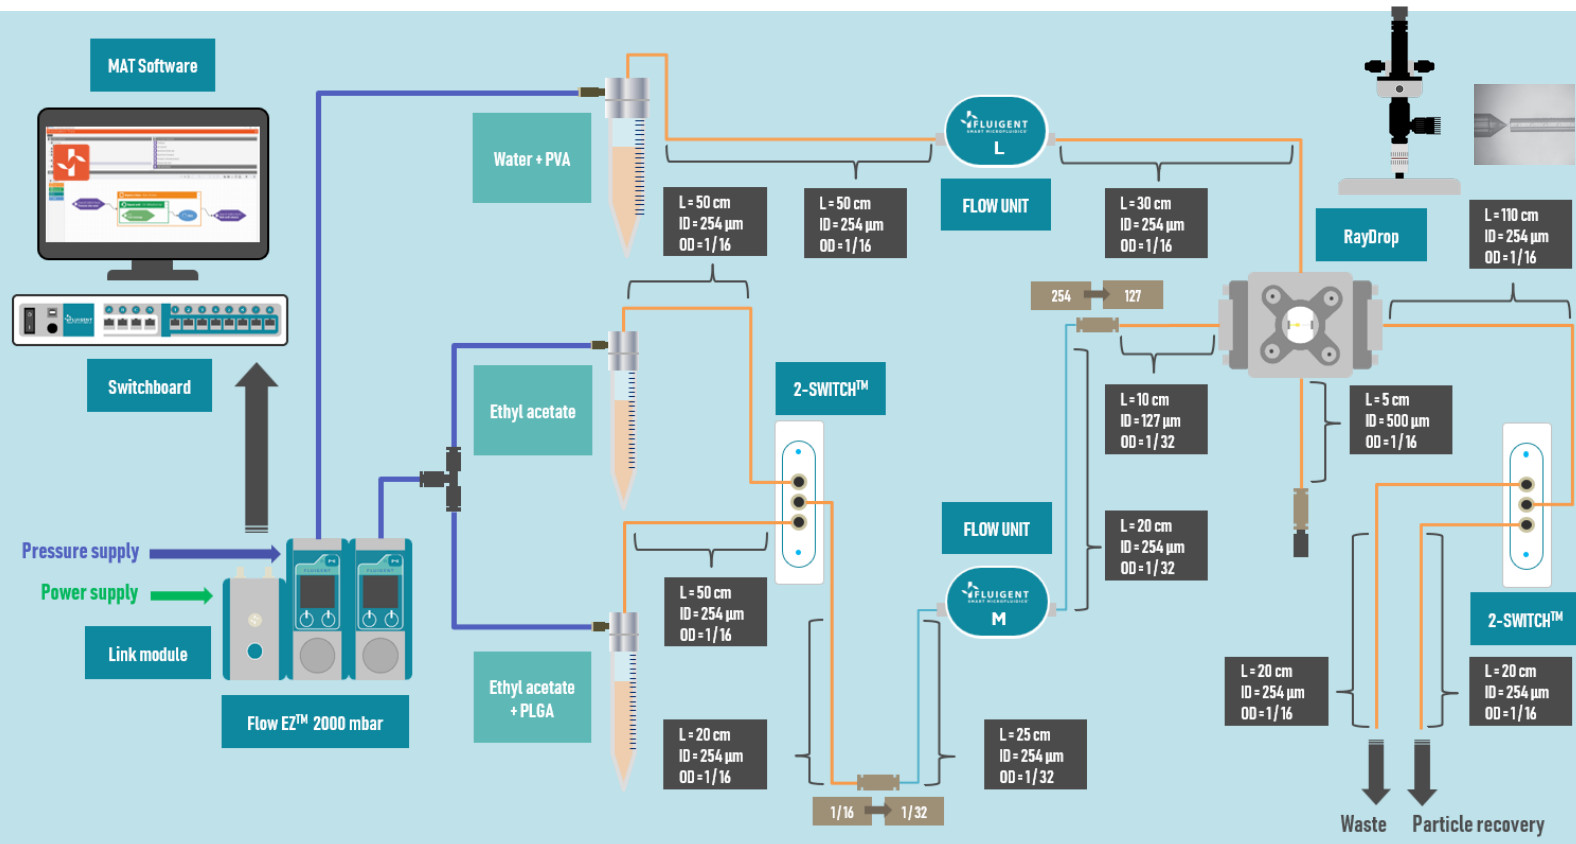 MAT Software
Switchboard
Pressure supply
Power supply
Link module
Flow EZ™ 2000 mbar
FLUIGENT
FLUIGENT
FLUIGENT
Water + PVA
Ethyl acetate
Ethyl acetate
+ PLGA
L = 50 cm
ID = 254 µm
OD = 1/16
L = 50 cm
ID = 254 µm
OD = 1/16
FLUIGENT
SMART MICROFLUIDICS
L
FLOW UNIT
L = 30 cm
ID = 254 µm
OD = 1/16
RayDrop
L = 110 cm
ID = 254 µm
OD = 1/16
254
127
2-SWITCH™
L = 10 cm
ID = 127 µm
OD = 1/32
L = 5 cm
ID = 500 µm
OD = 1/16
FLOW UNIT
L = 20 cm
ID = 254 µm
OD = 1/32
FLUIGENT
SMART MICROFLUIDICS
M
L = 50 cm
ID = 254 µm
OD = 1/16
2-SWITCH™
L = 20 cm
ID = 254 µm
OD = 1/16
L = 20 cm
ID = 254 µm
OD = 1/16
L = 20 cm
ID = 254 µm
OD = 1/16
L = 25 cm
ID = 254 µm
OD = 1/32
1/16
1/32
Waste
Particle recovery